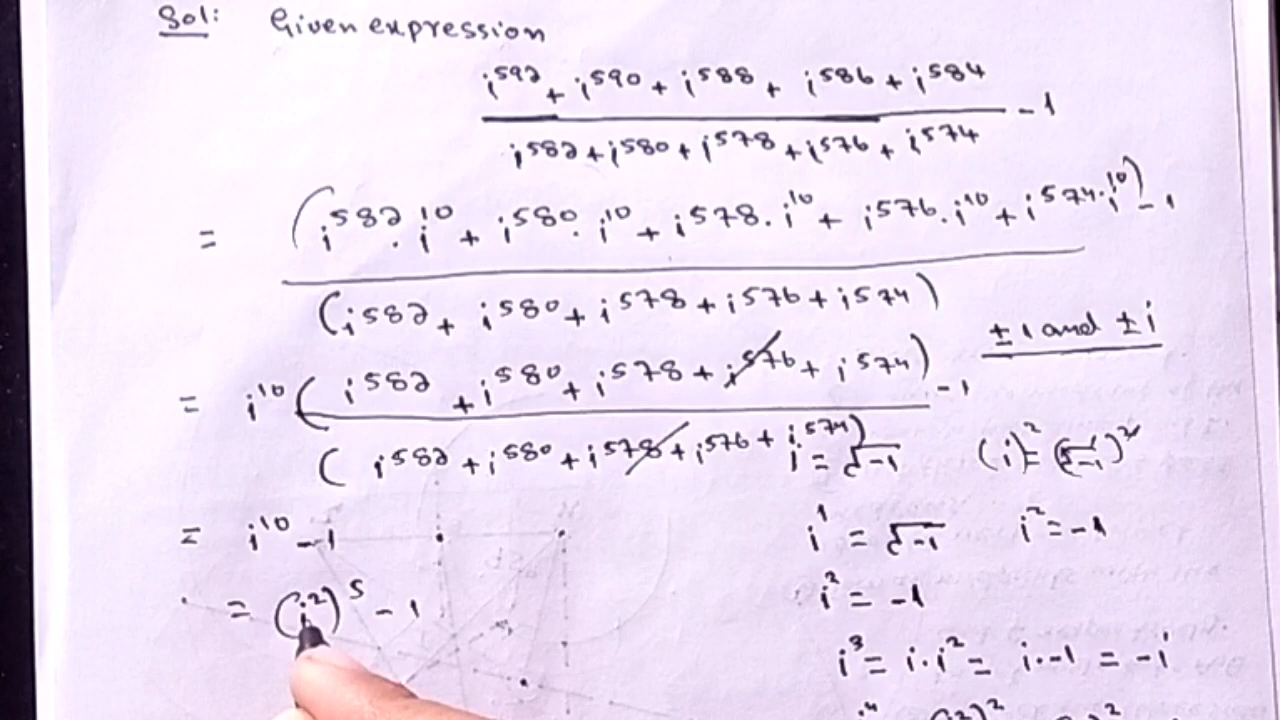 Sol: Given expression
i^592 + i^590 + i^588 + i^586 + i^584
————— - 1
i^582 + i^580 + i^578 + i^576 + i^574
= (i^582 . i^10 + i^580 . i^10 + i^578 . i^10 + i^576 . i^10 + i^574 . i^10) - 1
—————
(i^582 + i^580 + i^578 + i^576 + i^574)
± 1 and ± i
= i^10 (i^582 + i^580 + i^578 + i^576 + i^574) - 1
—————
(i^582 + i^580 + i^578 + i^576 + i^574)
i = √-1 (i)^2 = (√-1)^2
= i^10 - 1
i^1 = √-1 i^2 = -1
= (i^2)^5 - 1
i^2 = -1
i^3 = i . i^2 = i . -1 = -i